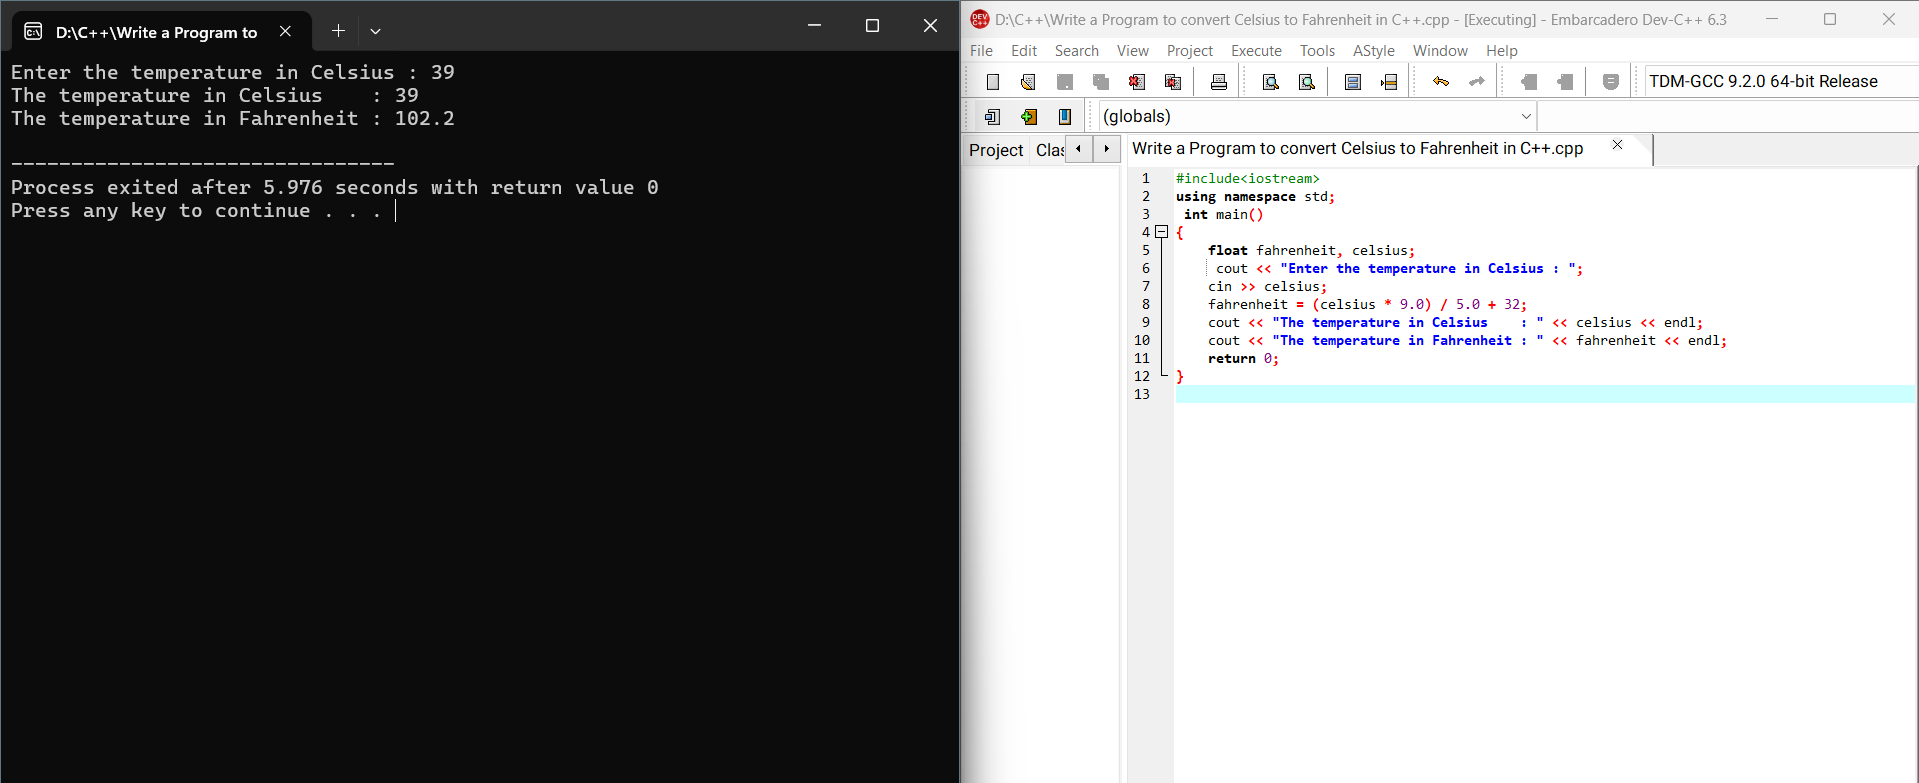 D:\C++\Write a Program to
Enter the temperature in Celsius : 39
The temperature in Celsius    : 39
The temperature in Fahrenheit : 102.2
--------------------------------
Process exited after 5.976 seconds with return value 0
Press any key to continue . . .
D:\C++\Write a Program to convert Celsius to Fahrenheit in C++.cpp - [Executing] - Embarcadero Dev-C++ 6.3
File Edit Search View Project Execute Tools AStyle Window Help
TDM-GCC 9.2.0 64-bit Release
(globals)
Project Clas
Write a Program to convert Celsius to Fahrenheit in C++.cpp
1 #include<iostream>
2 using namespace std;
3  int main()
4 {
5     float fahrenheit, celsius;
6      cout << "Enter the temperature in Celsius : ";
7     cin >> celsius;
8     fahrenheit = (celsius * 9.0) / 5.0 + 32;
9     cout << "The temperature in Celsius    : " << celsius << endl;
10     cout << "The temperature in Fahrenheit : " << fahrenheit << endl;
11     return 0;
12 }
13